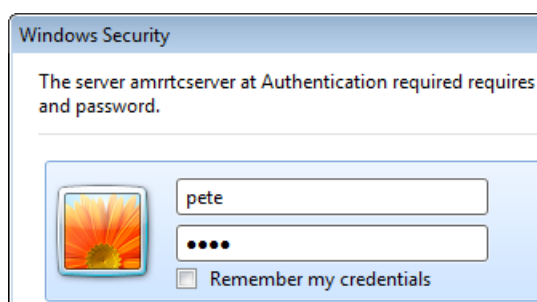 Windows Security
The server amrrtcserver at Authentication required requires
and password.
pete
●●●●
Remember my credentials